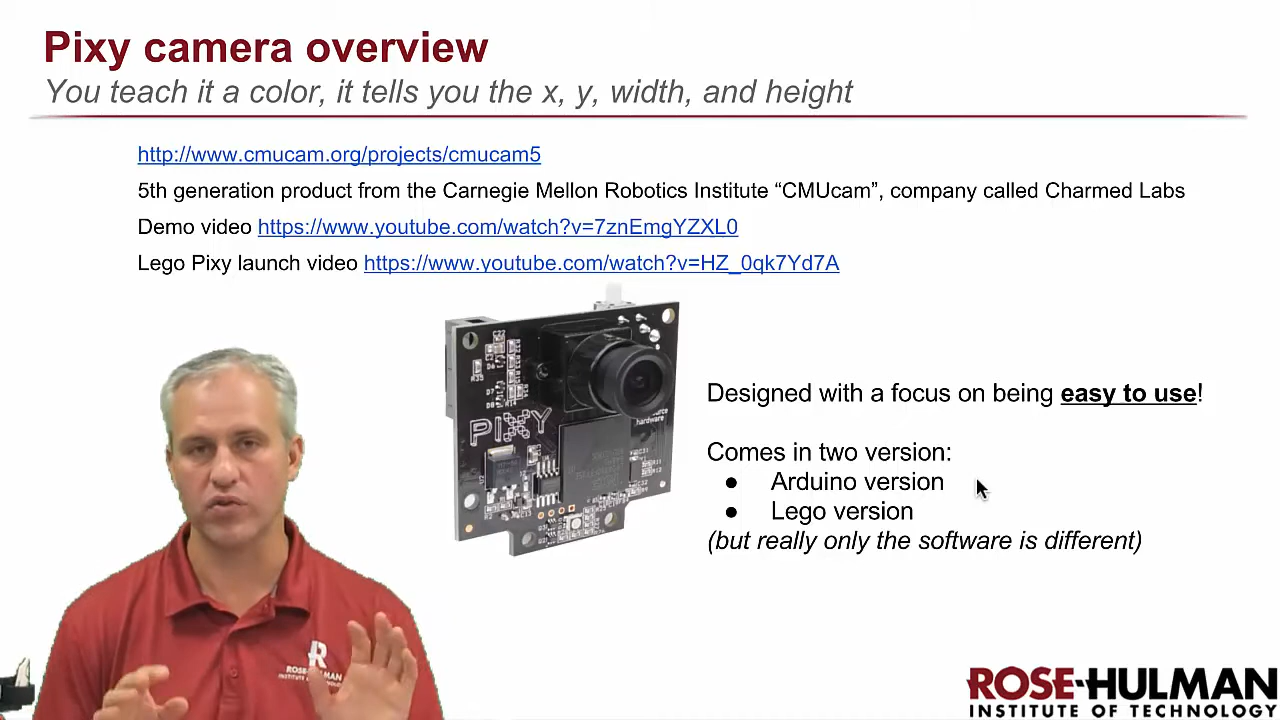 Pixy camera overview
You teach it a color, it tells you the x, y, width, and height
http://www.cmucam.org/projects/cmucam5
5th generation product from the Carnegie Mellon Robotics Institute “CMUcam”, company called Charmed Labs
Demo video https://www.youtube.com/watch?v=7znEmgYZXL0
Lego Pixy launch video https://www.youtube.com/watch?v=HZ_0qk7Yd7A
PIXY
hardware
Designed with a focus on being easy to use!
Comes in two version:
● Arduino version
● Lego version
(but really only the software is different)
R
ROSE-HULMAN
ROSE-HULMAN
INSTITUTE OF TECHNOLOGY